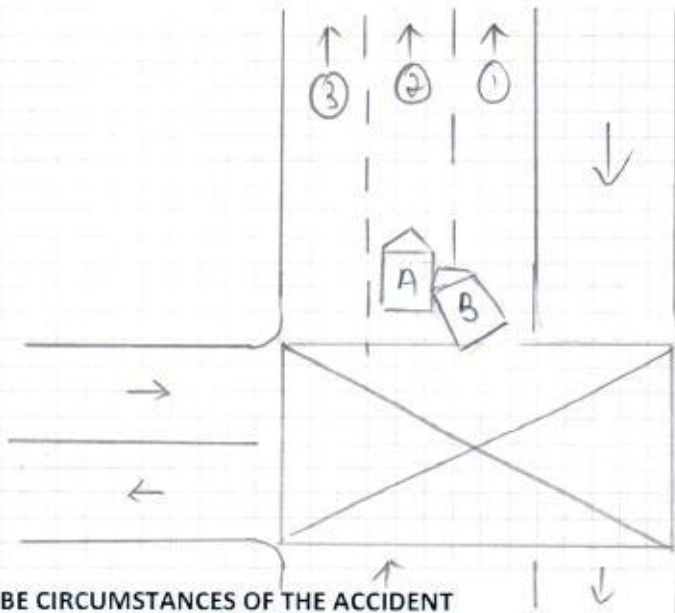 3 2 1
A
B
BE CIRCUMSTANCES OF THE ACCIDENT